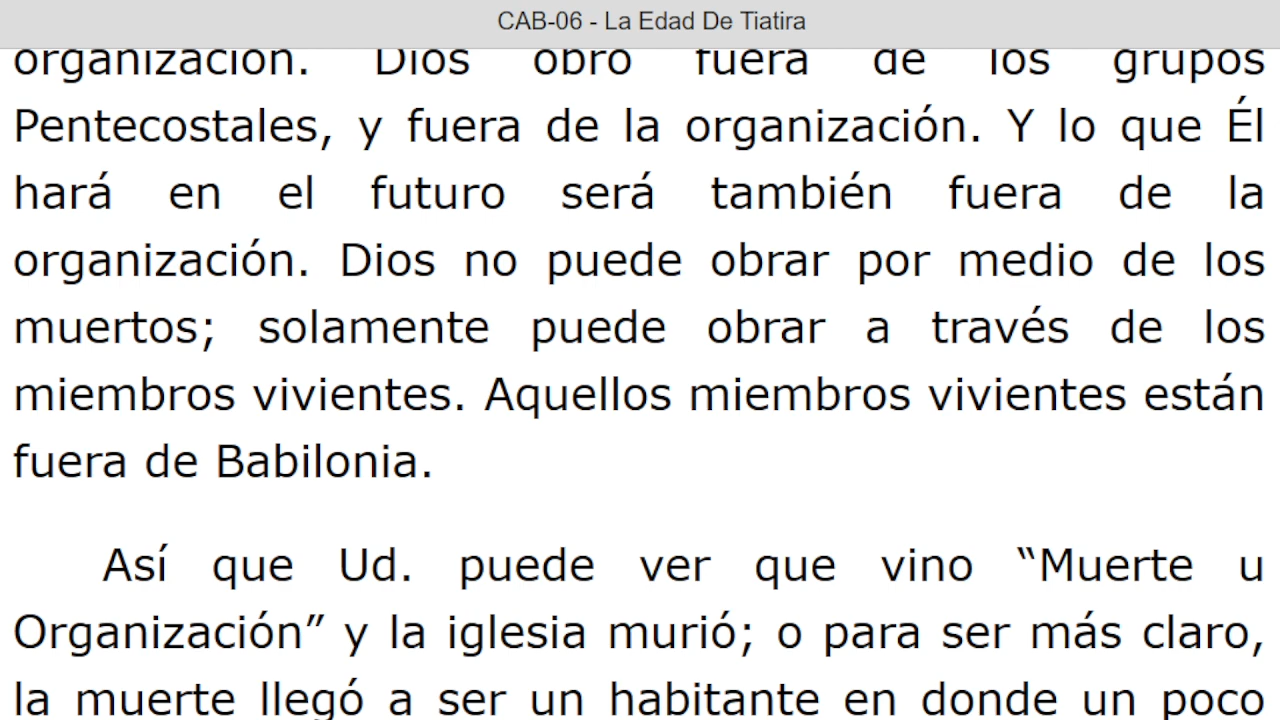 CAB-06 - La Edad De Tiatira
organización. Dios obró fuera de los grupos
Pentecostales, y fuera de la organización. Y lo que Él
hará en el futuro será también fuera de la
organización. Dios no puede obrar por medio de los
muertos; solamente puede obrar a través de los
miembros vivientes. Aquellos miembros vivientes están
fuera de Babilonia.
Así que Ud. puede ver que vino “Muerte u
Organización” y la iglesia murió; o para ser más claro,
la muerte llegó a ser un habitante en donde un poco